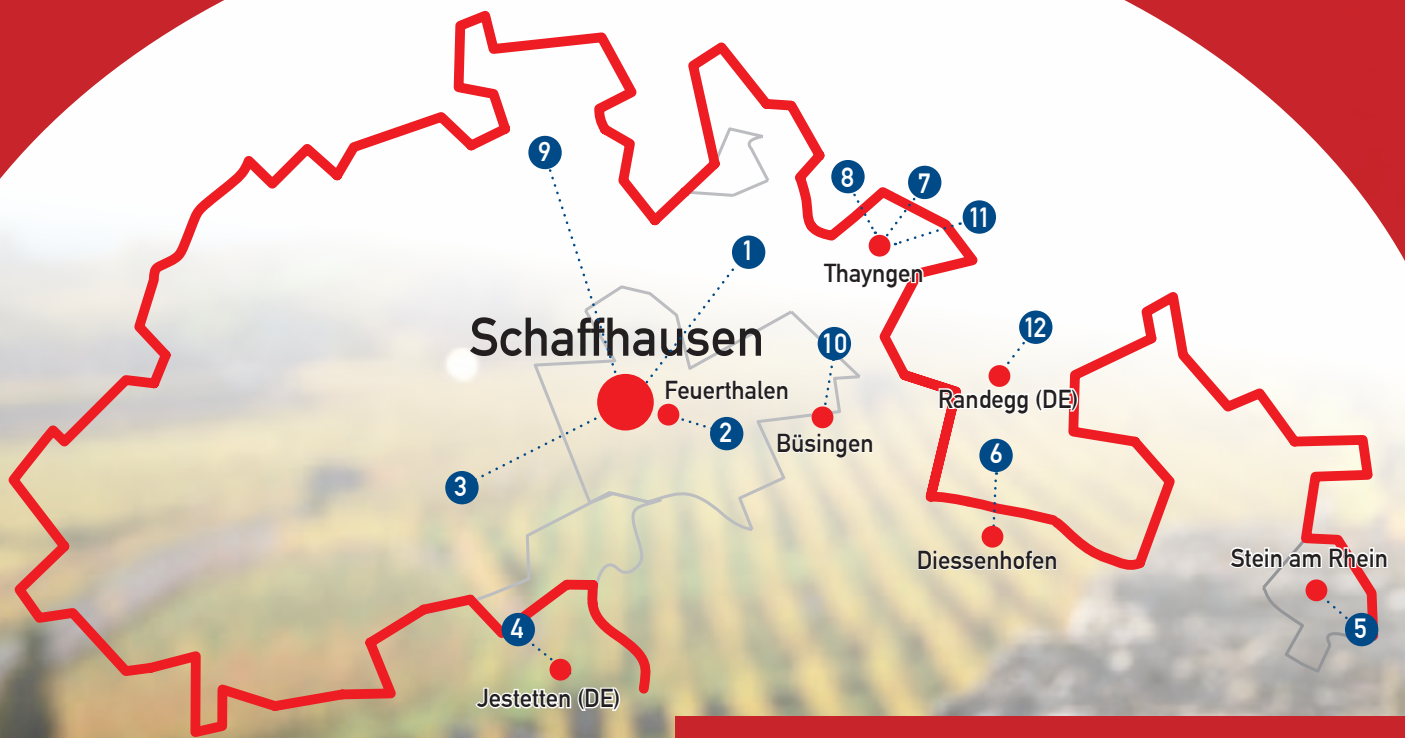 9
8
7
11
1
Thayngen
Schaffhausen
12
10
Feuerthalen
Randegg (DE)
2
Büsingen
6
3
Diessenhofen
Stein am Rhein
4
5
Jestetten (DE)